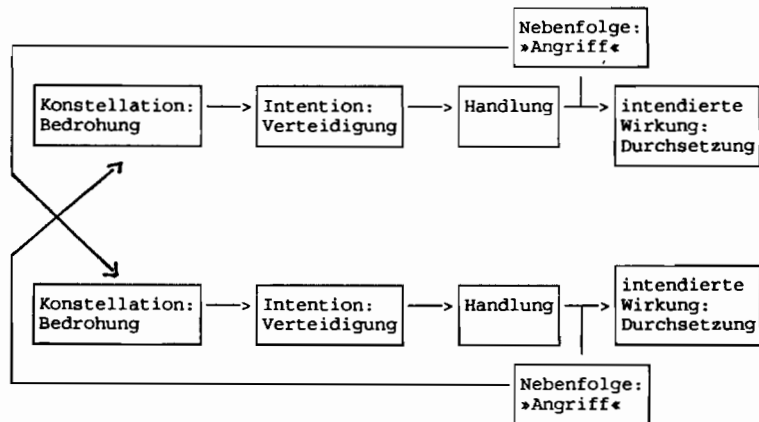 Nebenfolge:
»Angriff«
Konstellation:
Bedrohung
Intention:
Verteidigung
Handlung
intendierte
Wirkung:
Durchsetzung
Konstellation:
Bedrohung
Intention:
Verteidigung
Handlung
intendierte
Wirkung:
Durchsetzung
Nebenfolge:
»Angriff«